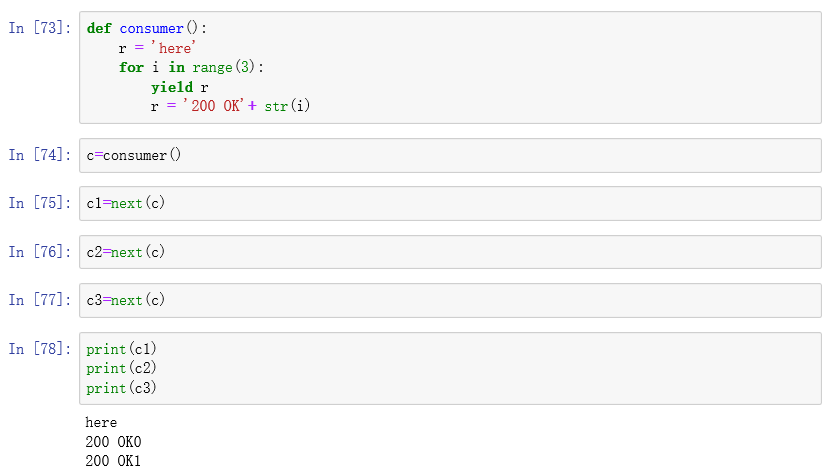 In [73]: def consumer():
    r = 'here'
    for i in range(3):
        yield r
        r = '200 OK'+ str(i)
In [74]: c=consumer()
In [75]: c1=next(c)
In [76]: c2=next(c)
In [77]: c3=next(c)
In [78]: print(c1)
print(c2)
print(c3)
here
200 OK0
200 OK1